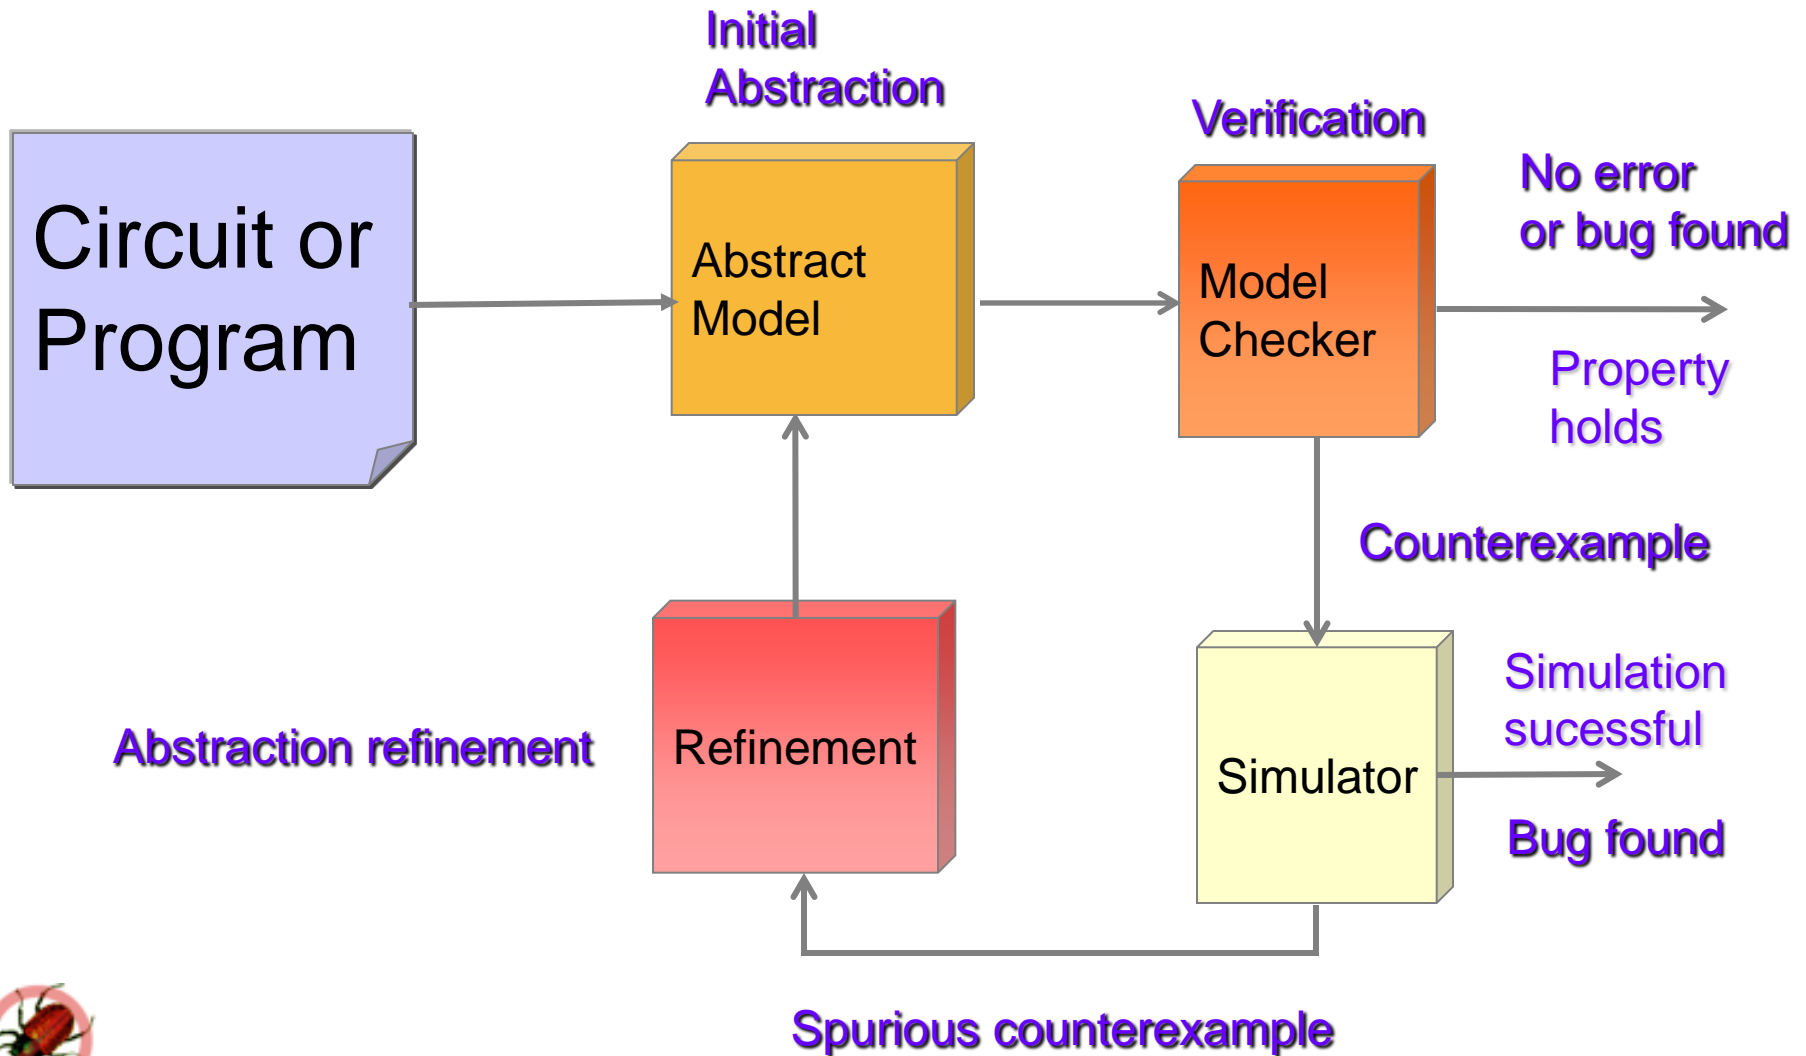 Initial
Abstraction
Verification
No error
or bug found
Circuit or
Program
Abstract
Model
Model
Checker
Property
holds
Counterexample
Abstraction refinement
Refinement
Simulator
Simulation
sucessful
Bug found
Spurious counterexample